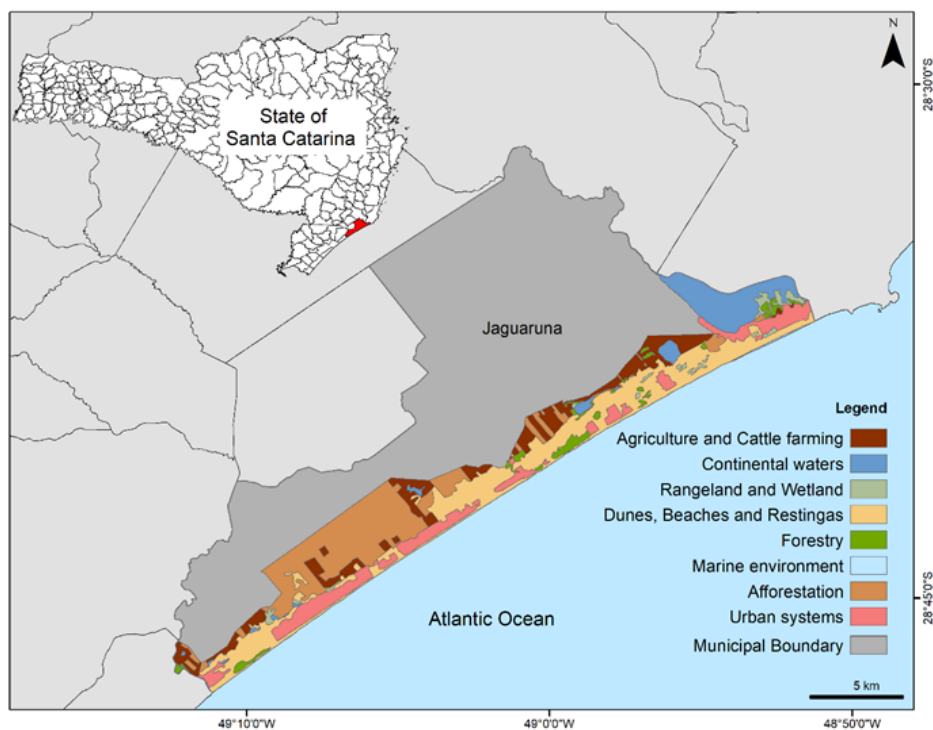 N
State of
Santa Catarina
28°30'0"S
Jaguaruna
Legend
Agriculture and Cattle farming
Continental waters
Rangeland and Wetland
Dunes, Beaches and Restingas
Forestry
Marine environment
Afforestation
Urban systems
Municipal Boundary
28°45'0"S
Atlantic Ocean
5 km
49°10'0"W
49°0'0"W
48°50'0"W